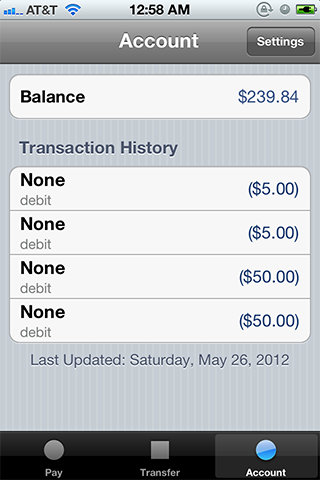 AT&T 12:58 AM
Account
Settings
Balance $239.84
Transaction History
None
debit ($5.00)
None
debit ($5.00)
None
debit ($50.00)
None
debit ($50.00)
Last Updated: Saturday, May 26, 2012
Pay Transfer Account